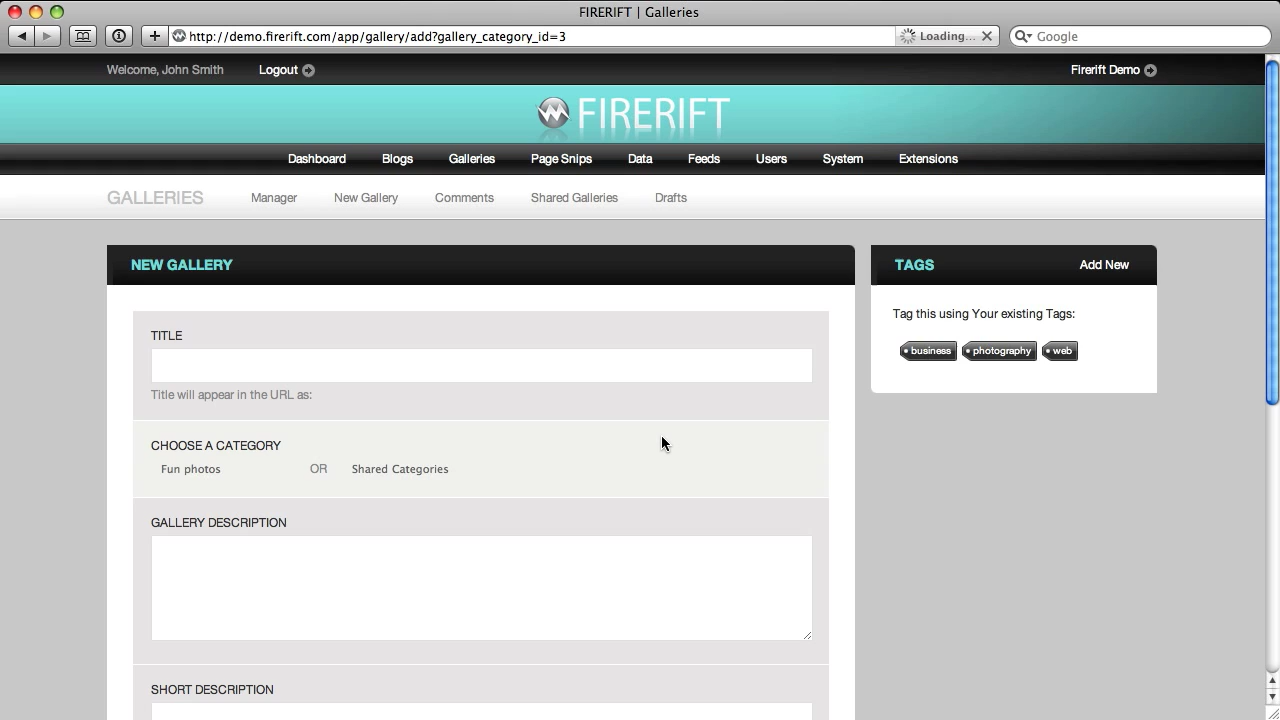 FIRERIFT | Galleries
http://demo.firerift.com/app/gallery/add?gallery_category_id=3
Loading...
Google
Welcome, John Smith
Logout
Firerift Demo
FIRERIFT
Dashboard Blogs Galleries Page Snips Data Feeds Users System Extensions
GALLERIES Manager New Gallery Comments Shared Galleries Drafts
NEW GALLERY
TITLE
Title will appear in the URL as:
CHOOSE A CATEGORY
Fun photos OR Shared Categories
GALLERY DESCRIPTION
SHORT DESCRIPTION
TAGS Add New
Tag this using Your existing Tags:
business photography web